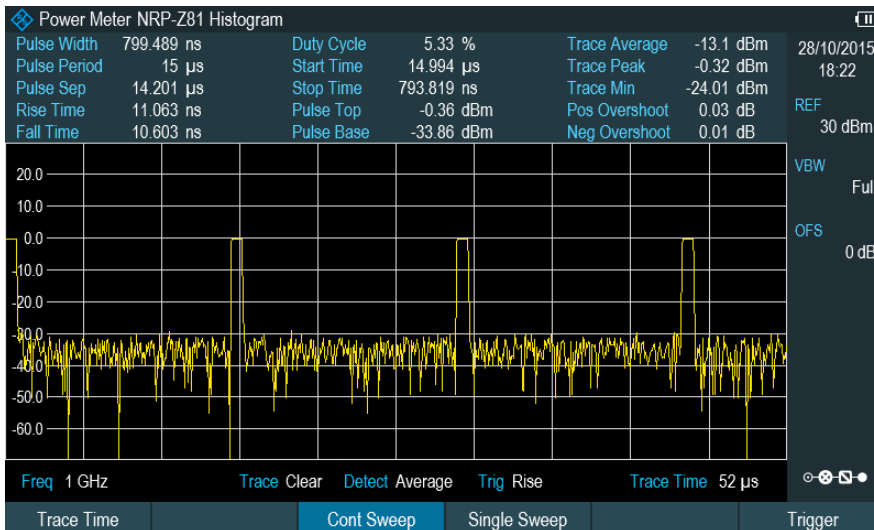 Power Meter NRP-Z81 Histogram
Pulse Width 799.489 ns Duty Cycle 5.33 % Trace Average -13.1 dBm
Pulse Period 15 µs Start Time 14.994 µs Trace Peak -0.32 dBm
Pulse Sep 14.201 µs Stop Time 793.819 ns Trace Min -24.01 dBm
Rise Time 11.063 ns Pulse Top -0.36 dBm Pos Overshoot 0.03 dB
Fall Time 10.603 ns Pulse Base -33.86 dBm Neg Overshoot 0.01 dB
28/10/2015
18:22
REF
30 dBm
VBW
Ful
OFS
0 dB
20.0
10.0
0.0
-10.0
-20.0
-30.0
-40.0
-50.0
-60.0
Freq 1 GHz Trace Clear Detect Average Trig Rise Trace Time 52 µs
Trace Time Cont Sweep Single Sweep Trigger